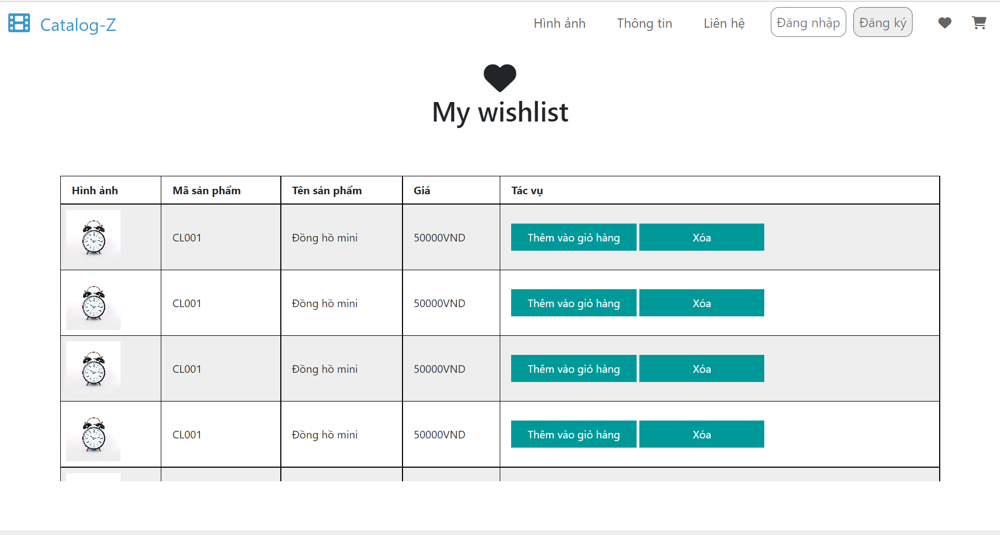 Catalog-Z
Hình ảnh Thông tin Liên hệ Đăng nhập Đăng ký
My wishlist
Hình ảnh Mã sản phẩm Tên sản phẩm Giá Tác vụ
CL001 Đồng hồ mini 50000VND Thêm vào giỏ hàng Xóa
CL001 Đồng hồ mini 50000VND Thêm vào giỏ hàng Xóa
CL001 Đồng hồ mini 50000VND Thêm vào giỏ hàng Xóa
CL001 Đồng hồ mini 50000VND Thêm vào giỏ hàng Xóa